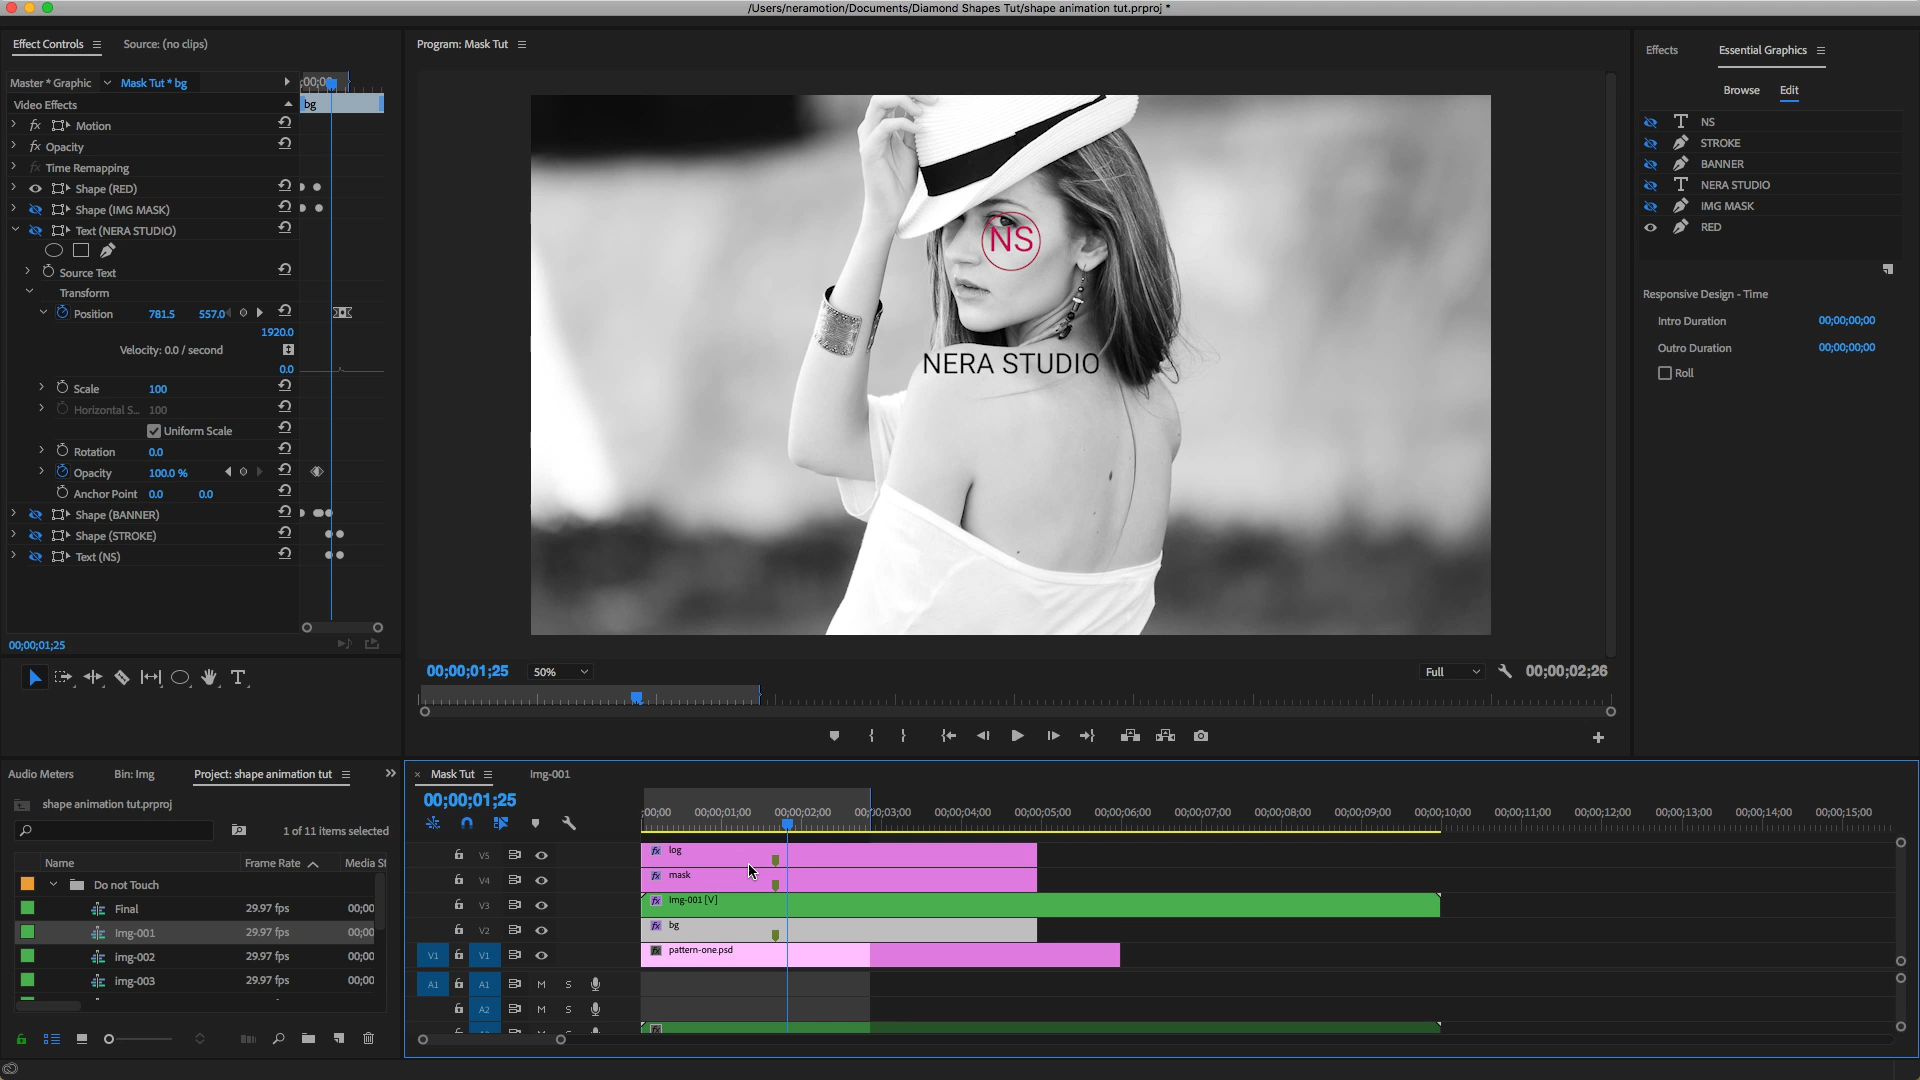 /Users/neramotion/Documents/Diamond Shapes Tut/shape animation tut.prproj *
Effect Controls
Source: (no clips)
Master * Graphic
Mask Tut * bg
;00;0
Video Effects
bg
fx Motion
fx Opacity
fx Time Remapping
Shape (RED)
Shape (IMG MASK)
Text (NERA STUDIO)
Source Text
Transform
Position 781.5 557.0
1920.0
Velocity: 0.0 / second
0.0
Scale 100
Horizontal S... 100
Uniform Scale
Rotation 0.0
Opacity 100.0 %
Anchor Point 0.0 0.0
Shape (BANNER)
Shape (STROKE)
Text (NS)
00;00;01;25
Program: Mask Tut
NS
NERA STUDIO
00;00;01;25
50%
Full
00;00;02;26
Effects
Essential Graphics
Browse
Edit
T NS
STROKE
BANNER
T NERA STUDIO
IMG MASK
RED
Responsive Design - Time
Intro Duration 00;00;00;00
Outro Duration 00;00;00;00
Roll
Audio Meters
Bin: Img
Project: shape animation tut
shape animation tut.prproj
1 of 11 items selected
Name Frame Rate Media St
Do not Touch
Final 29.97 fps 00;00
Img-001 29.97 fps 00;00
img-002 29.97 fps 00;00
img-003 29.97 fps 00;00
Mask Tut
Img-001
00;00;01;25
;00;00 00;00;01;00 00;00;02;00 00;00;03;00 00;00;04;00 00;00;05;00 00;00;06;00 00;00;07;00 00;00;08;00 00;00;09;00 00;00;10;00 00;00;11;00 00;00;12;00 00;00;13;00 00;00;14;00 00;00;15;00
V5 fx log
V4 fx mask
V3 fx Img-001 [V]
V2 fx bg
V1 V1 fx pattern-one.psd
A1 A1 M S
A2 M S
fx